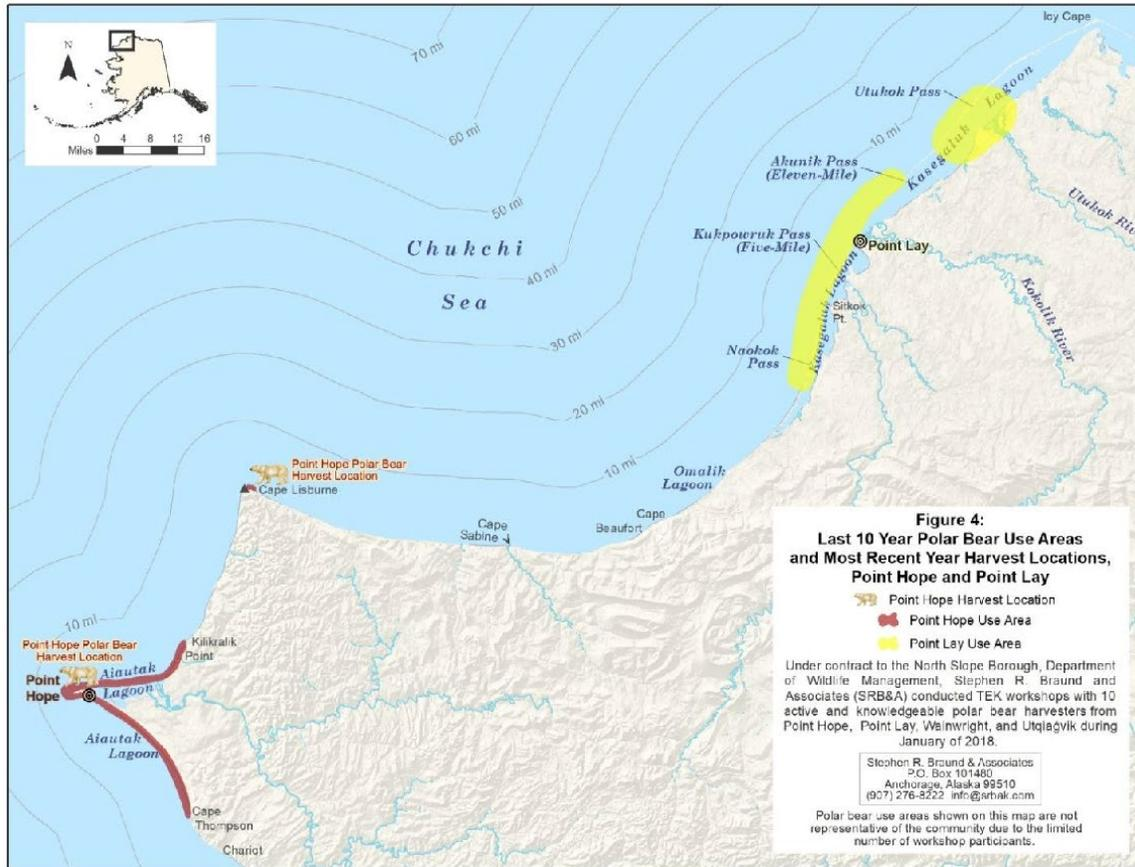 N
Miles
0 4 8 12 16
70 mi
60 mi
50 mi
40 mi
30 mi
20 mi
10 mi
10 mi
10 mi
Icy Cape
Utukok Pass
Kasegaluk Lagoon
Akunik Pass
(Eleven-Mile)
Utukok River
Kukpowruk Pass
(Five-Mile)
Point Lay
Kokolik River
Kasegaluk Lagoon
Sitkok
Pt.
Naokok
Pass
Chukchi
Sea
Omalik
Lagoon
Cape
Beaufort
Cape
Sabine
Point Hope Polar Bear
Harvest Location
Cape Lisburne
Point Hope Polar Bear
Harvest Location
Kilikralik
Point
Aiautak
Lagoon
Point
Hope
Aiautak
Lagoon
Cape
Thompson
Chariot
Figure 4:
Last 10 Year Polar Bear Use Areas
and Most Recent Year Harvest Locations,
Point Hope and Point Lay
Point Hope Harvest Location
Point Hope Use Area
Point Lay Use Area
Under contract to the North Slope Borough, Department
of Wildlife Management, Stephen R. Braund and
Associates (SRB&A) conducted TEK workshops with 10
active and knowledgeable polar bear harvesters from
Point Hope, Point Lay, Wainwright, and Utqiaġvik during
January of 2018.
Stephen R. Braund & Associates
P.O. Box 101480
Anchorage, Alaska 99510
(907) 276-8222 info@srbak.com
Polar bear use areas shown on this map are not
representative of the community due to the limited
number of workshop participants.